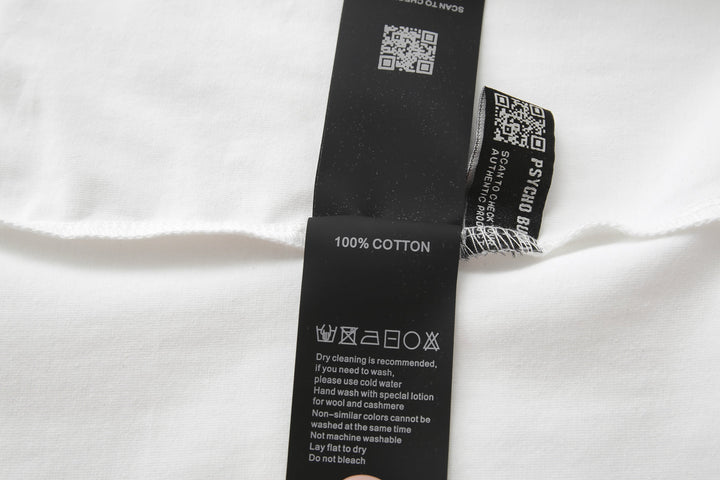 SCAN TO
100% COTTON
Dry cleaning is recommended,
if you need to wash,
please use cold water
Hand wash with special lotion
for wool and cashmere
Non-similar colors cannot be
washed at the same time
Not machine washable
Lay flat to dry
Do not bleach
PSYCHO
SCAN TO CHECK
AUTHENTIC